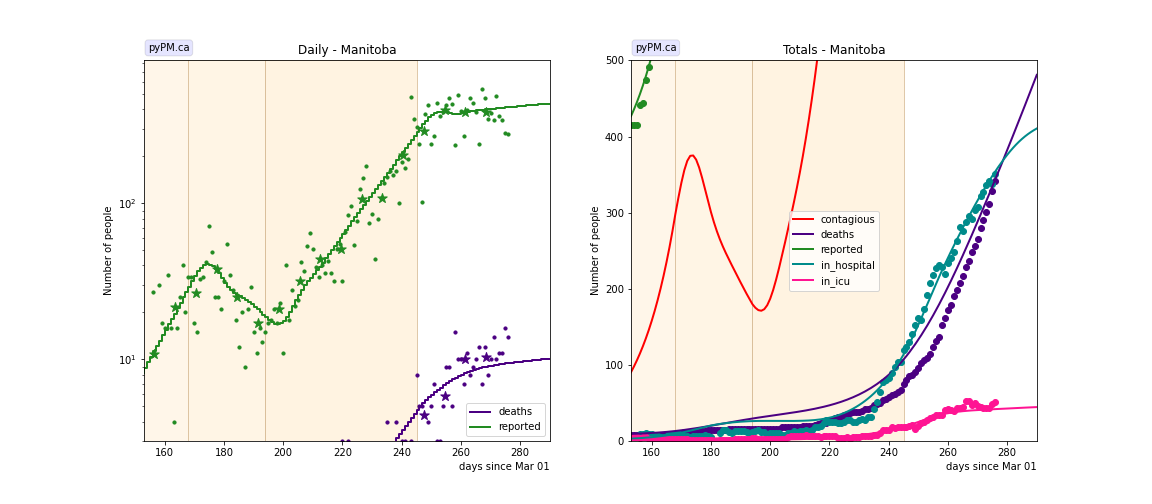 pyPM.ca
Daily - Manitoba
Number of people
10²
10¹
160 180 200 220 240 260 280
days since Mar 01
deaths
reported
pyPM.ca
Totals - Manitoba
Number of people
500
400
300
200
100
0
160 180 200 220 240 260 280
days since Mar 01
contagious
deaths
reported
in_hospital
in_icu